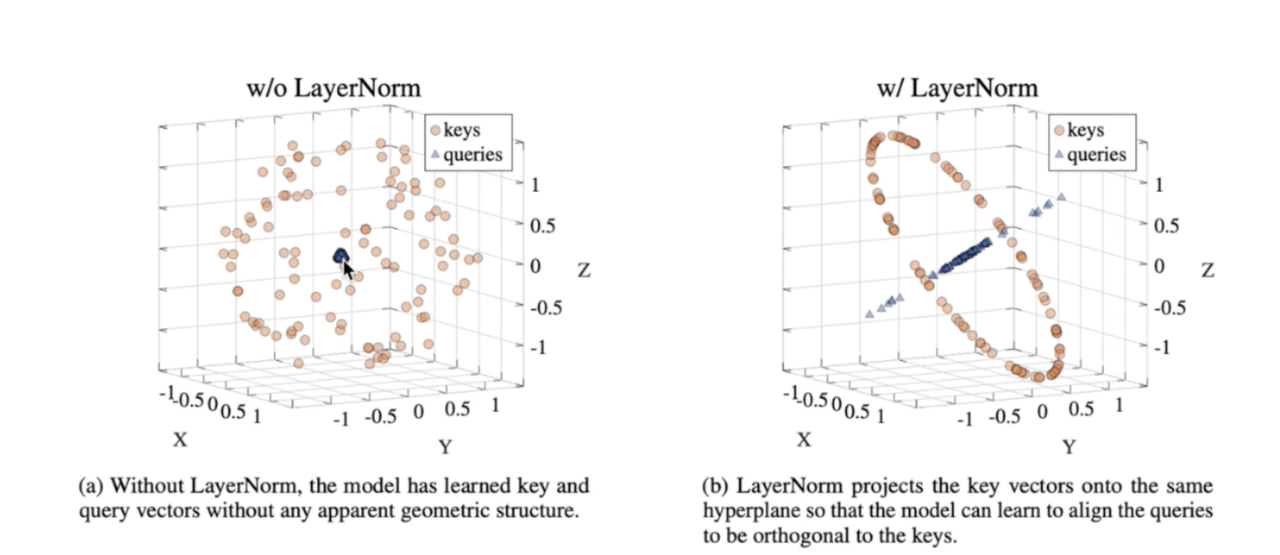 w/o LayerNorm
keys
queries
1
0.5
0
-0.5
-1
Z
-1
-0.5
0
0.5
1
X
-1
-0.5
0
0.5
1
Y
(a) Without LayerNorm, the model has learned key and
query vectors without any apparent geometric structure.
w/ LayerNorm
keys
queries
1
0.5
0
-0.5
-1
Z
-1
-0.5
0
0.5
1
X
-1
-0.5
0
0.5
1
Y
(b) LayerNorm projects the key vectors onto the same
hyperplane so that the model can learn to align the queries
to be orthogonal to the keys.